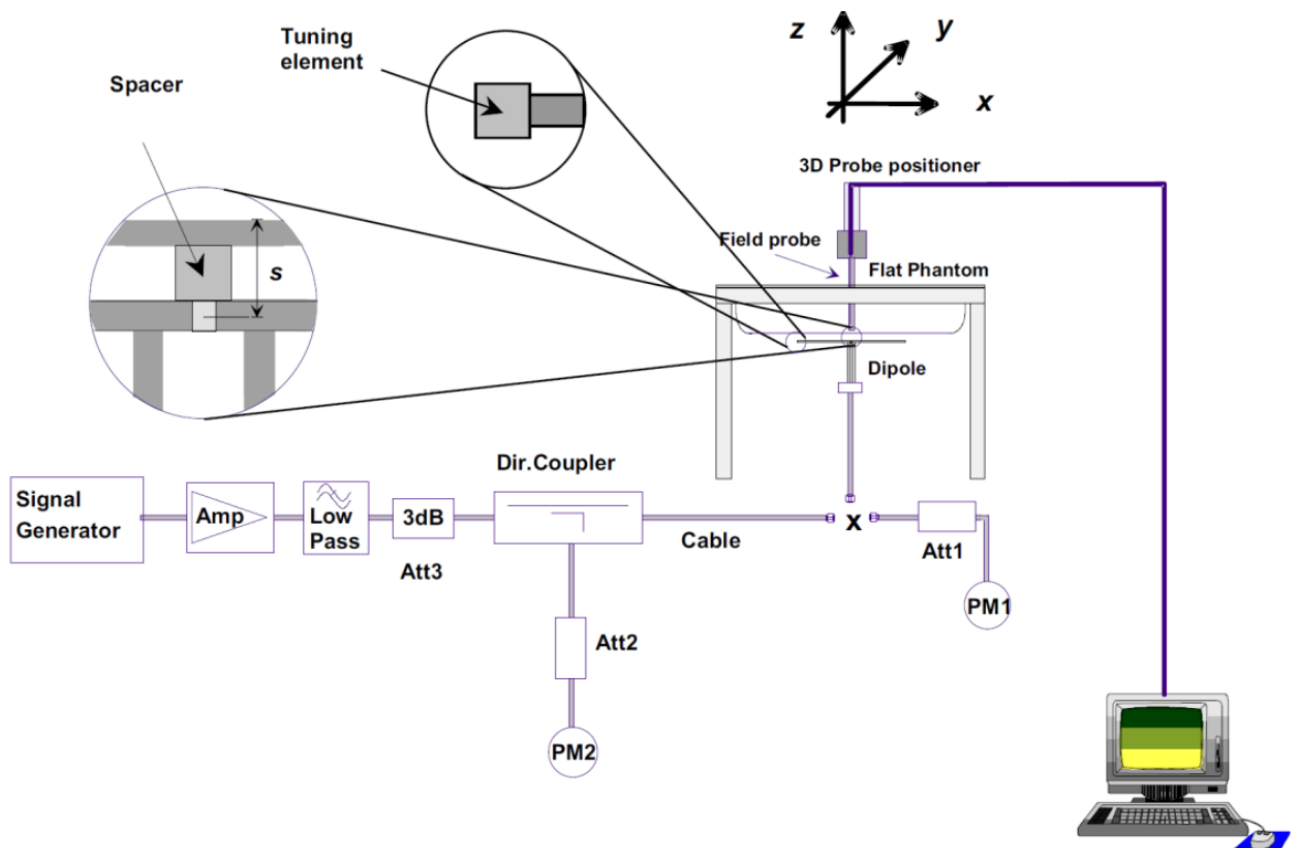 Tuning
element
Spacer
s
z
y
x
3D Probe positioner
Field probe
Flat Phantom
Dipole
Dir.Coupler
Signal
Generator
Amp
Low
Pass
3dB
Att3
Cable
x
Att1
PM1
Att2
PM2